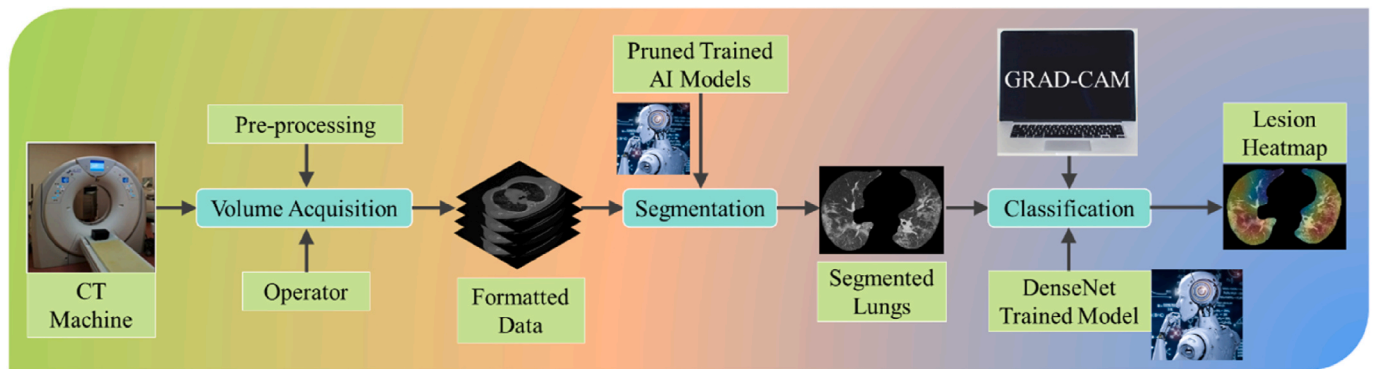 Pre-processing
Volume Acquisition
Operator
CT
Machine
Formatted
Data
Pruned Trained
AI Models
Segmentation
Segmented
Lungs
GRAD-CAM
Classification
DenseNet
Trained Model
Lesion
Heatmap